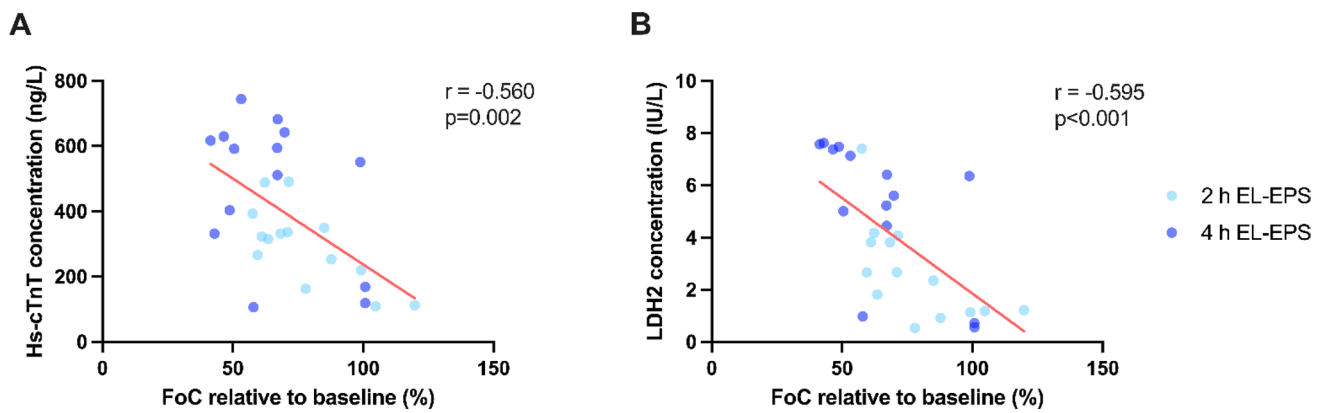 A
Hs-cTnT concentration (ng/L)
800
600
400
200
0
0
50
100
150
FoC relative to baseline (%)
r = -0.560
p=0.002
B
LDH2 concentration (IU/L)
10
8
6
4
2
0
0
50
100
150
FoC relative to baseline (%)
r = -0.595
p<0.001
2 h EL-EPS
4 h EL-EPS